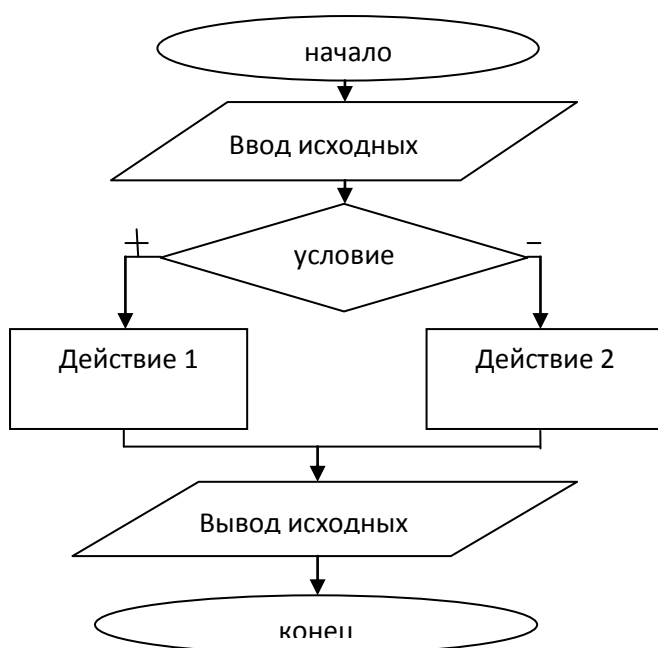 начало
Ввод исходных
+
–
условие
Действие 1
Действие 2
Вывод исходных
конец